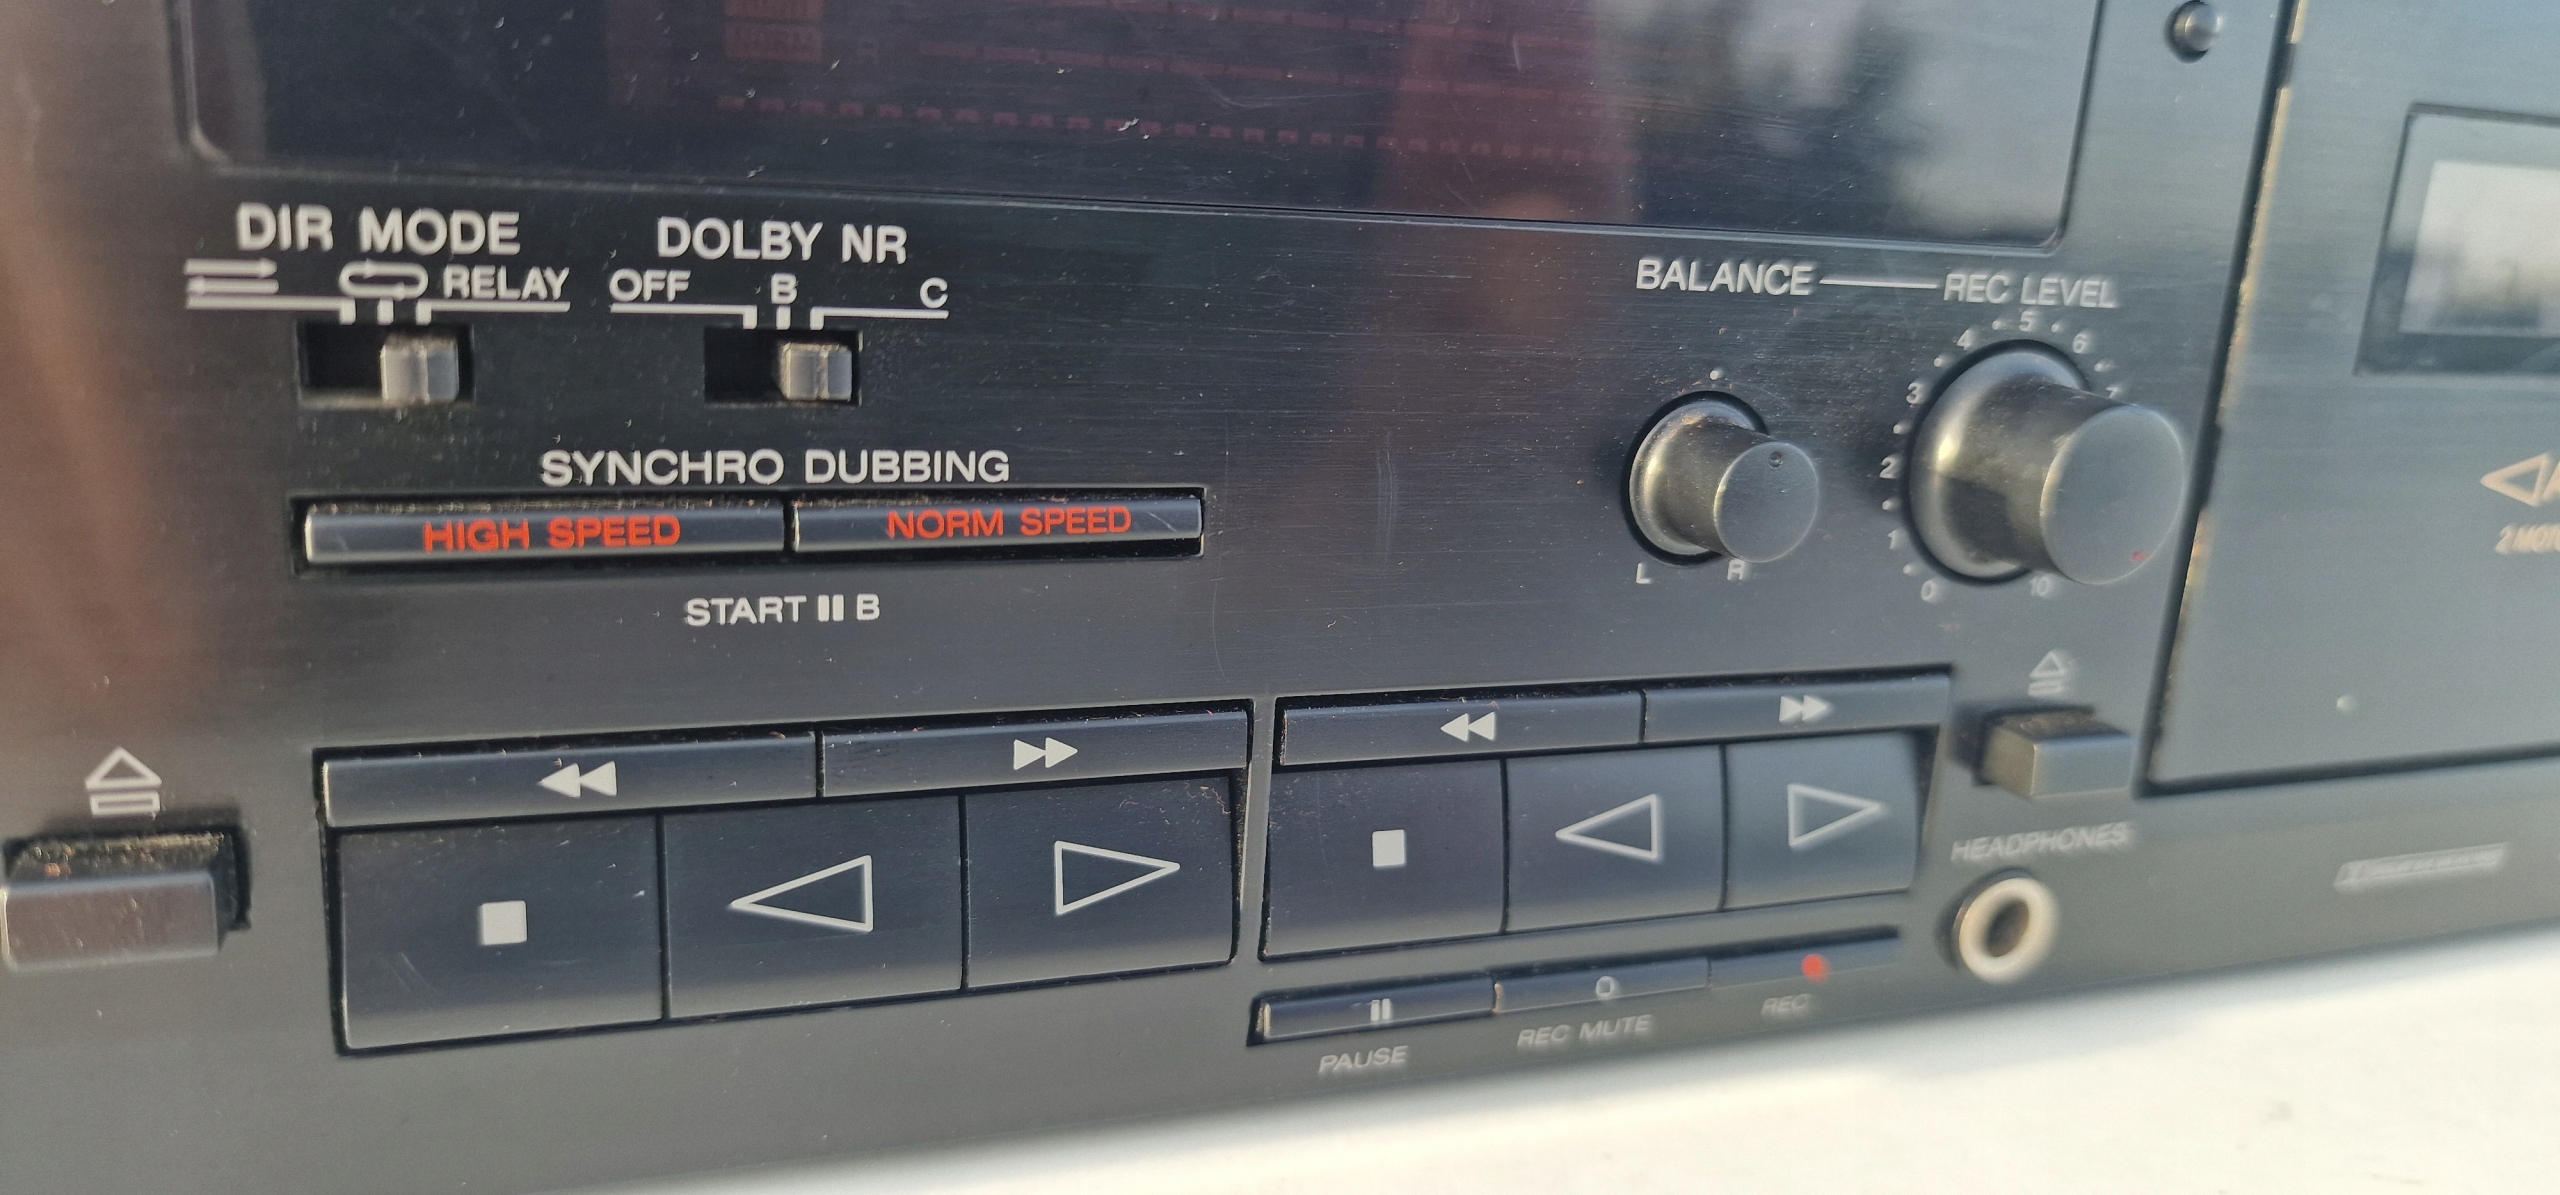 DIR MODE
RELAY
DOLBY NR
OFF B C
BALANCE REC LEVEL
0 1 2 3 4 5 6 7 10
L R
SYNCHRO DUBBING
HIGH SPEED NORM SPEED
START B
HEADPHONES
PAUSE REC MUTE REC